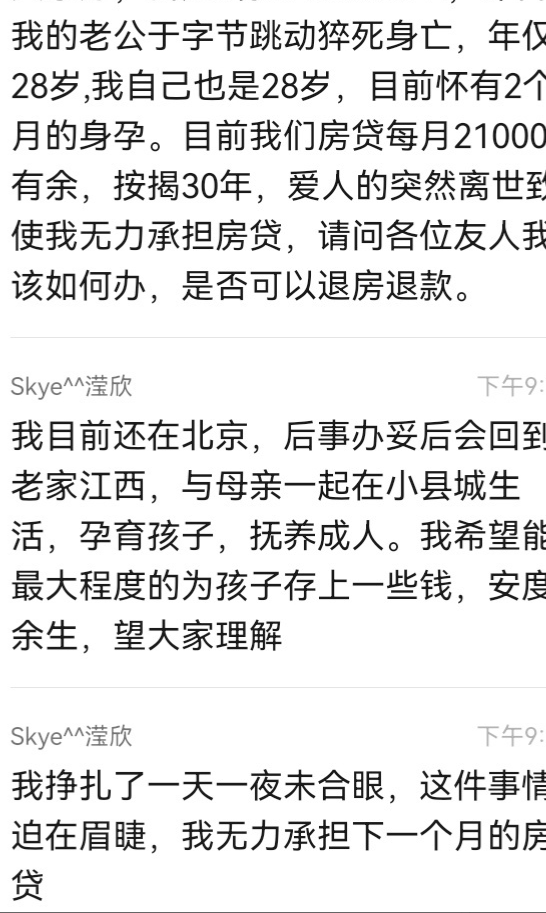 我的老公于字节跳动猝死身亡，年仅
28岁,我自己也是28岁，目前怀有2个
月的身孕。目前我们房贷每月21000
有余，按揭30年，爱人的突然离世致
使我无力承担房贷，请问各位友人我
该如何办，是否可以退房退款。
Skye^^滢欣
下午9:
我目前还在北京，后事办妥后会回到
老家江西，与母亲一起在小县城生
活，孕育孩子，抚养成人。我希望能
最大程度的为孩子存上一些钱，安度
余生，望大家理解
Skye^^滢欣
下午9:
我挣扎了一天一夜未合眼，这件事情
迫在眉睫，我无力承担下一个月的房
贷